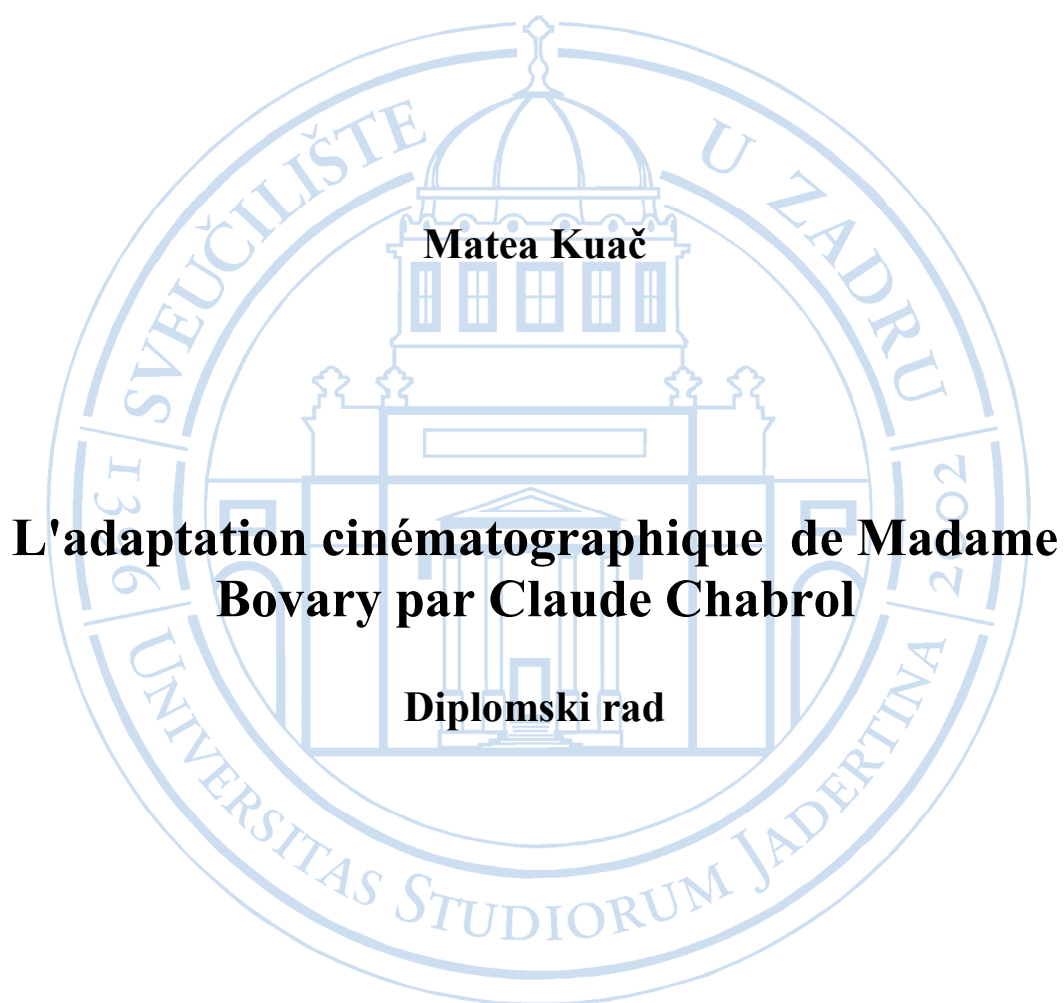 SVEUČILIŠTE U ZADRU
Matea Kuač
1396
2002
L'adaptation cinématographique  de Madame
Bovary par Claude Chabrol
Diplomski rad
UNIVERSITAS STUDIORUM JADERTINA